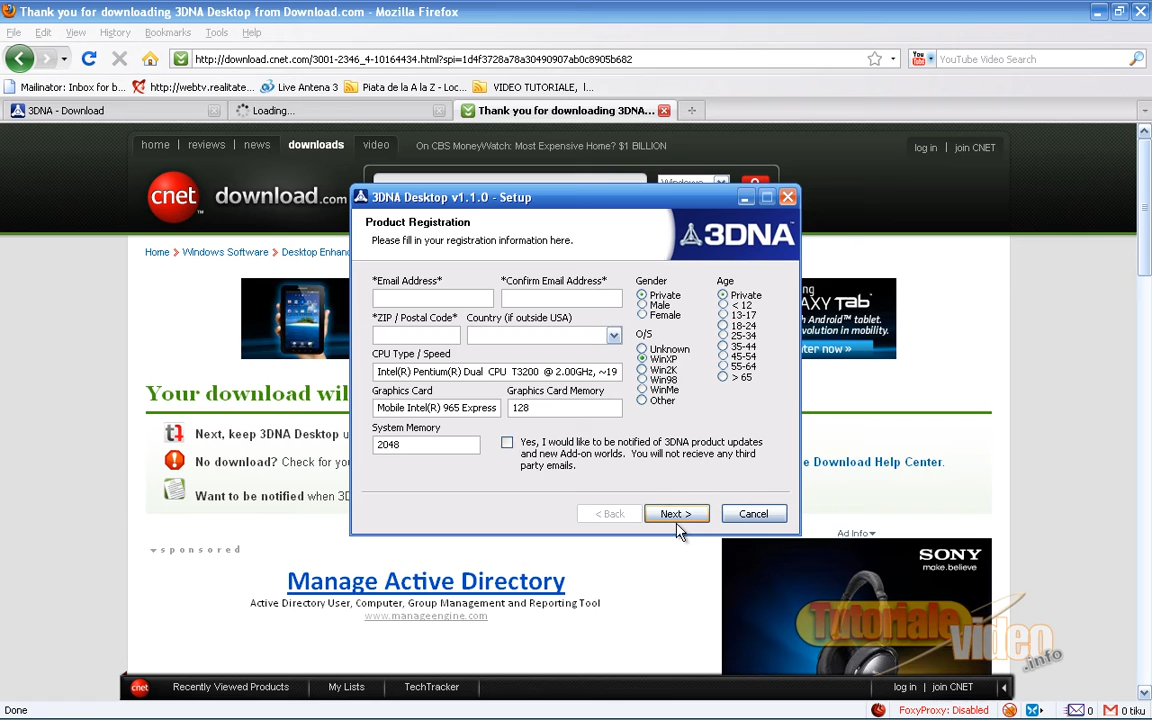 Thank you for downloading 3DNA Desktop from Download.com - Mozilla Firefox
File Edit View History Bookmarks Tools Help
http://download.cnet.com/3001-2346_4-10164434.html?spi=1d4f3728a78a30490907ab0c8905b682
You Tube YouTube Video Search
Mailinator: Inbox for b... http://webtv.realitate... Live Antena 3 Piata de la A la Z - Loc... VIDEO TUTORIALE, l...
3DNA - Download Loading... Thank you for downloading 3DNA...
home reviews news downloads video On CBS MoneyWatch: Most Expensive Home? $1 BILLION log in join CNET
cnet download.com
Windows
3DNA Desktop v1.1.0 - Setup
Product Registration
Please fill in your registration information here.
3DNA
Home > Windows Software > Desktop Enhan
*Email Address* *Confirm Email Address*
*ZIP / Postal Code* Country (if outside USA)
CPU Type / Speed
Intel(R) Pentium(R) Dual CPU T3200 @ 2.00GHz, ~19
Graphics Card Graphics Card Memory
Mobile Intel(R) 965 Express 128
System Memory
2048
Gender
Private
Male
Female
O/S
Unknown
WinXP
Win2K
Win98
WinMe
Other
Age
Private
< 12
13-17
18-24
25-34
35-44
45-54
55-64
> 65
Yes, I would like to be notified of 3DNA product updates
and new Add-on worlds. You will not recieve any third
party emails.
< Back Next > Cancel
ng
AXY Tab™
th Android™ tablet.
volution in mobility.
ter now »
Your download wil
Next, keep 3DNA Desktop u
No download? Check for yo
e Download Help Center.
Want to be notified when 3D
sponsored
Ad Info
Manage Active Directory
Active Directory User, Computer, Group Management and Reporting Tool
www.manageengine.com
SONY
make.believe
Tutoriale
video
.info
cnet Recently Viewed Products My Lists TechTracker log in join CNET
Done FoxyProxy: Disabled 0 0 tiku